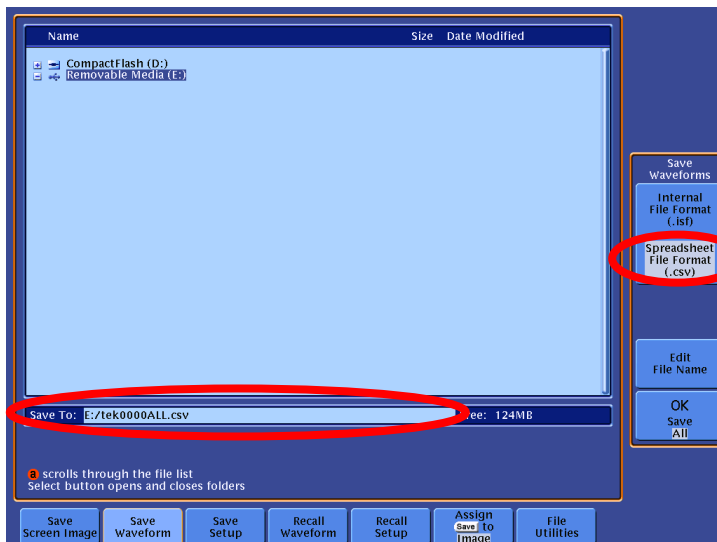 Name Size Date Modified
CompactFlash (D:)
Removable Media (E:)
Save To: E:/tek0000ALL.csv 124MB
a scrolls through the file list
Select button opens and closes folders
Save
Waveforms
Internal
File Format
(.isf)
Spreadsheet
File Format
(.csv)
Edit
File Name
OK
Save
All
Save
Screen Image
Save
Waveform
Save
Setup
Recall
Waveform
Recall
Setup
Assign
Save to
Image
File
Utilities